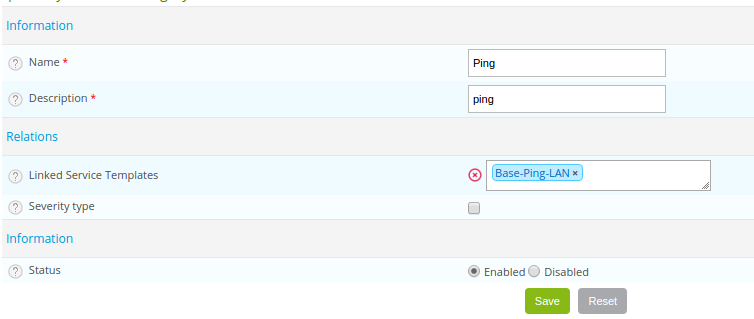 Information
? Name * Ping
? Description * ping
Relations
? Linked Service Templates Base-Ping-LAN ×
? Severity type
Information
? Status Enabled Disabled
Save Reset